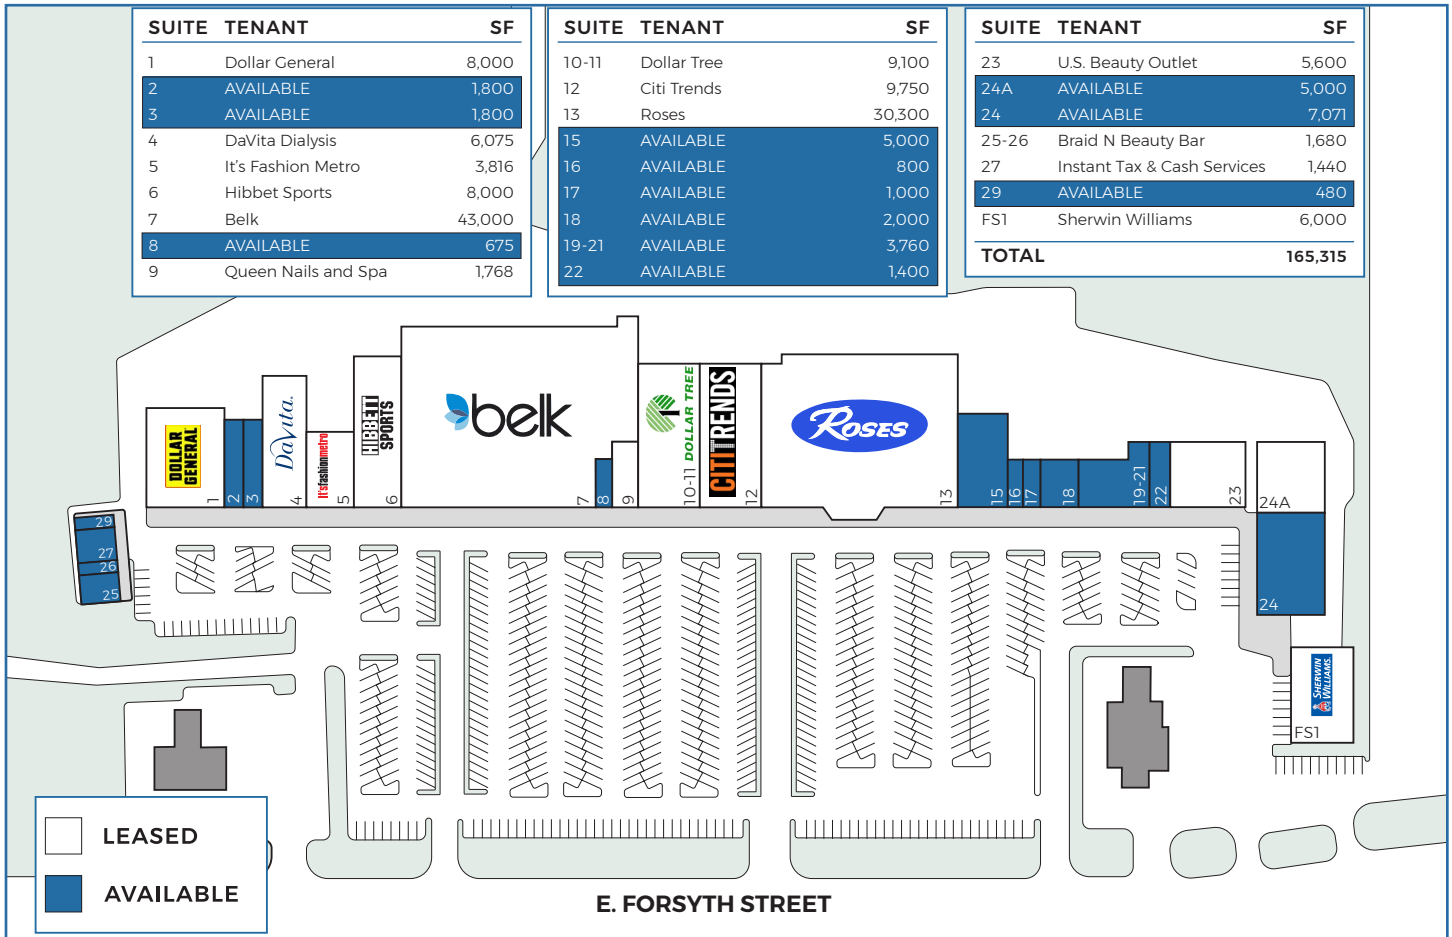 SUITE TENANT SF
1 Dollar General 8,000
2 AVAILABLE 1,800
3 AVAILABLE 1,800
4 DaVita Dialysis 6,075
5 It's Fashion Metro 3,816
6 Hibbet Sports 8,000
7 Belk 43,000
8 AVAILABLE 675
9 Queen Nails and Spa 1,768
SUITE TENANT SF
10-11 Dollar Tree 9,100
12 Citi Trends 9,750
13 Roses 30,300
15 AVAILABLE 5,000
16 AVAILABLE 800
17 AVAILABLE 1,000
18 AVAILABLE 2,000
19-21 AVAILABLE 3,760
22 AVAILABLE 1,400
SUITE TENANT SF
23 U.S. Beauty Outlet 5,600
24A AVAILABLE 5,000
24 AVAILABLE 7,071
25-26 Braid N Beauty Bar 1,680
27 Instant Tax & Cash Services 1,440
29 AVAILABLE 480
FS1 Sherwin Williams 6,000
TOTAL 165,315
DOLLAR
GENERAL
1
2
3
DaVita.
4
It'sfashionmetro
5
HIBBETT
SPORTS
6
belk
7
8
9
DOLLAR TREE
10-11
CITITRENDS
12
ROSES
13
15
16
17
18
19-21
22
23
24A
24
29
27
26
25
SHERWIN
WILLIAMS.
FS1
LEASED
AVAILABLE
E. FORSYTH STREET